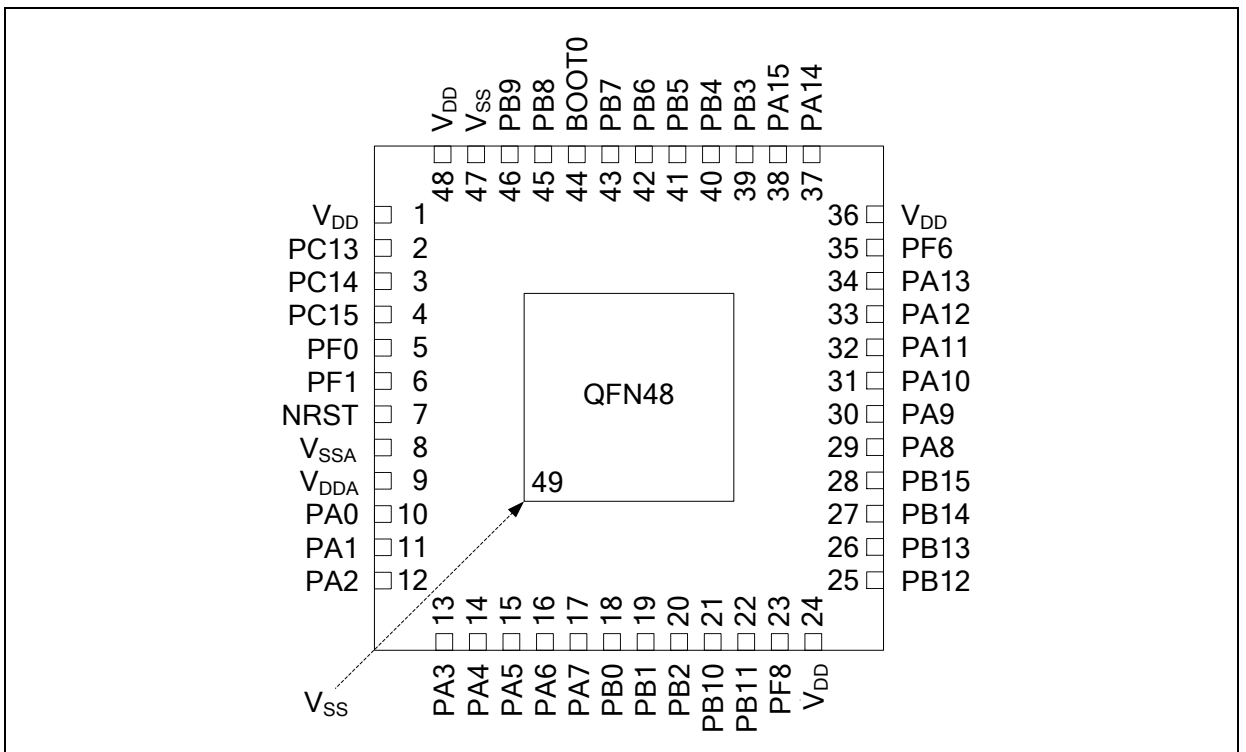 VDD
VSS
PB9
PB8
BOOT0
PB7
PB6
PB5
PB4
PB3
PA15
PA14
48
47
46
45
44
43
42
41
40
39
38
37
VDD 1
PC13 2
PC14 3
PC15 4
PF0 5
PF1 6
NRST 7
VSSA 8
VDDA 9
PA0 10
PA1 11
PA2 12
36 VDD
35 PF6
34 PA13
33 PA12
32 PA11
31 PA10
30 PA9
29 PA8
28 PB15
27 PB14
26 PB13
25 PB12
QFN48
49
13
14
15
16
17
18
19
20
21
22
23
24
PA3
PA4
PA5
PA6
PA7
PB0
PB1
PB2
PB10
PB11
PF8
VDD
VSS